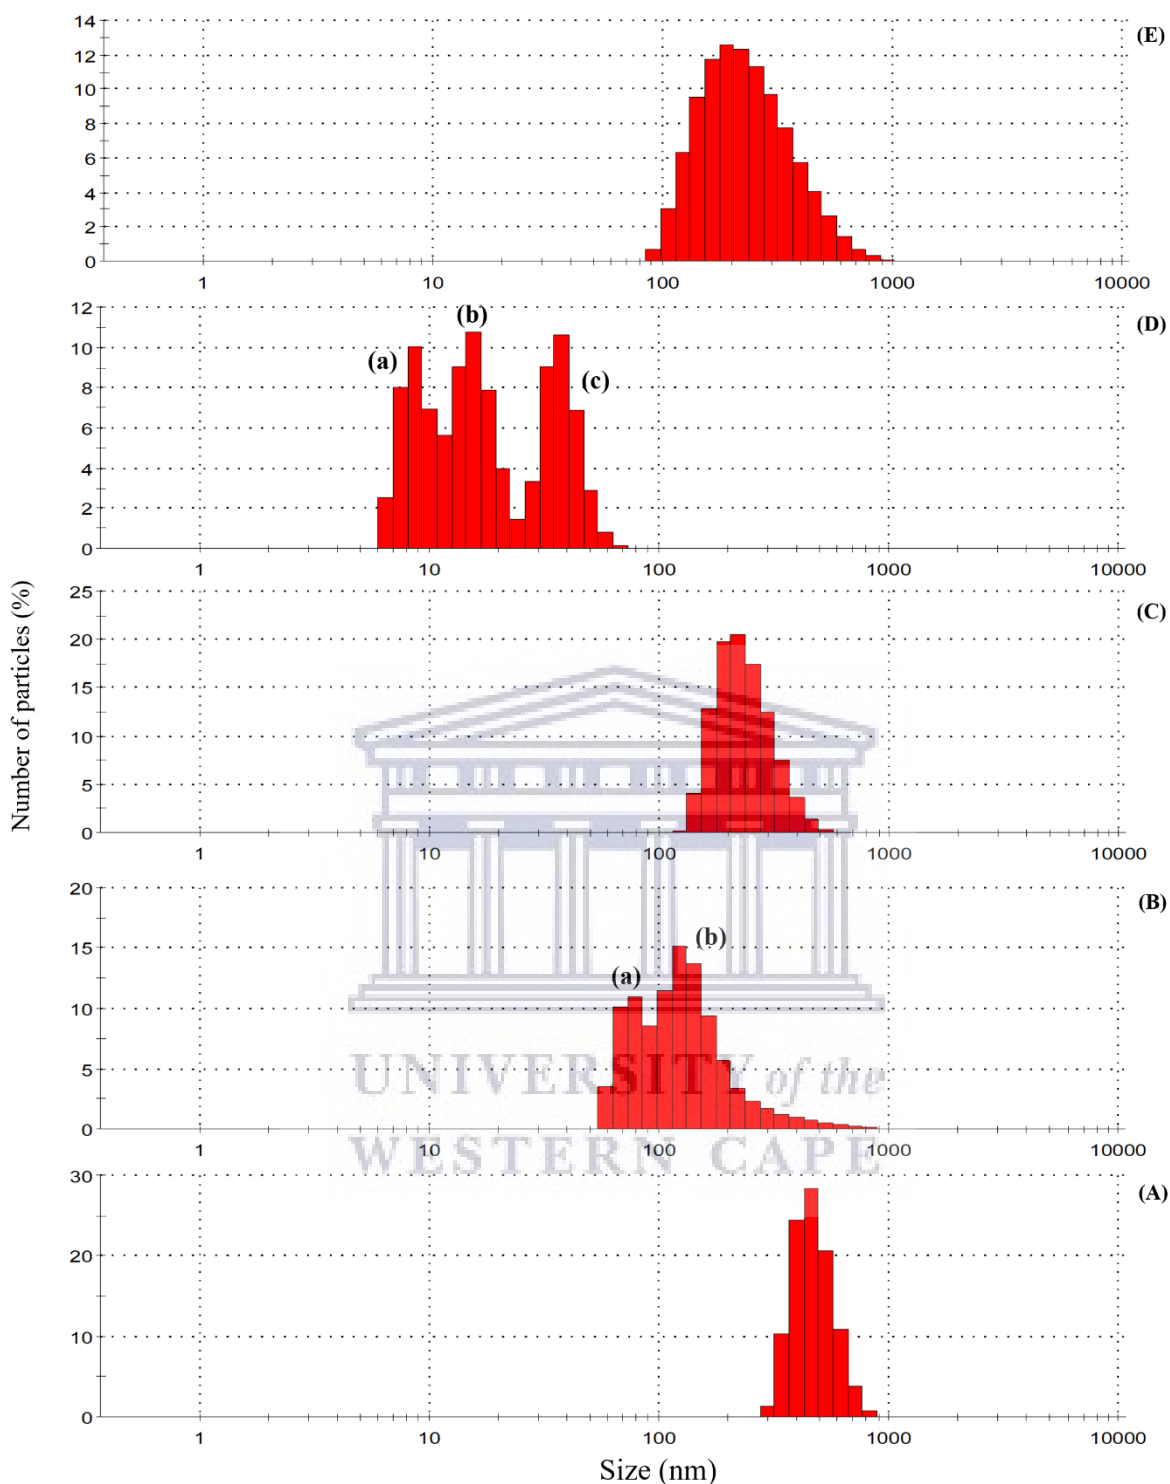 14
(E)
12
10
8
6
4
2
0
1 10 100 1000 10000
12
(D)
(b)
10
(a)
(c)
8
6
4
2
0
1 10 100 1000 10000
Number of particles (%)
25
(C)
20
15
10
5
0
1 10 100 1000 10000
20
(B)
(b)
15
(a)
10
5
0
UNIVERSITY of the
1 10 100 1000 10000
WESTERN CAPE
30
(A)
20
10
0
1 10 100 1000 10000
Size (nm)